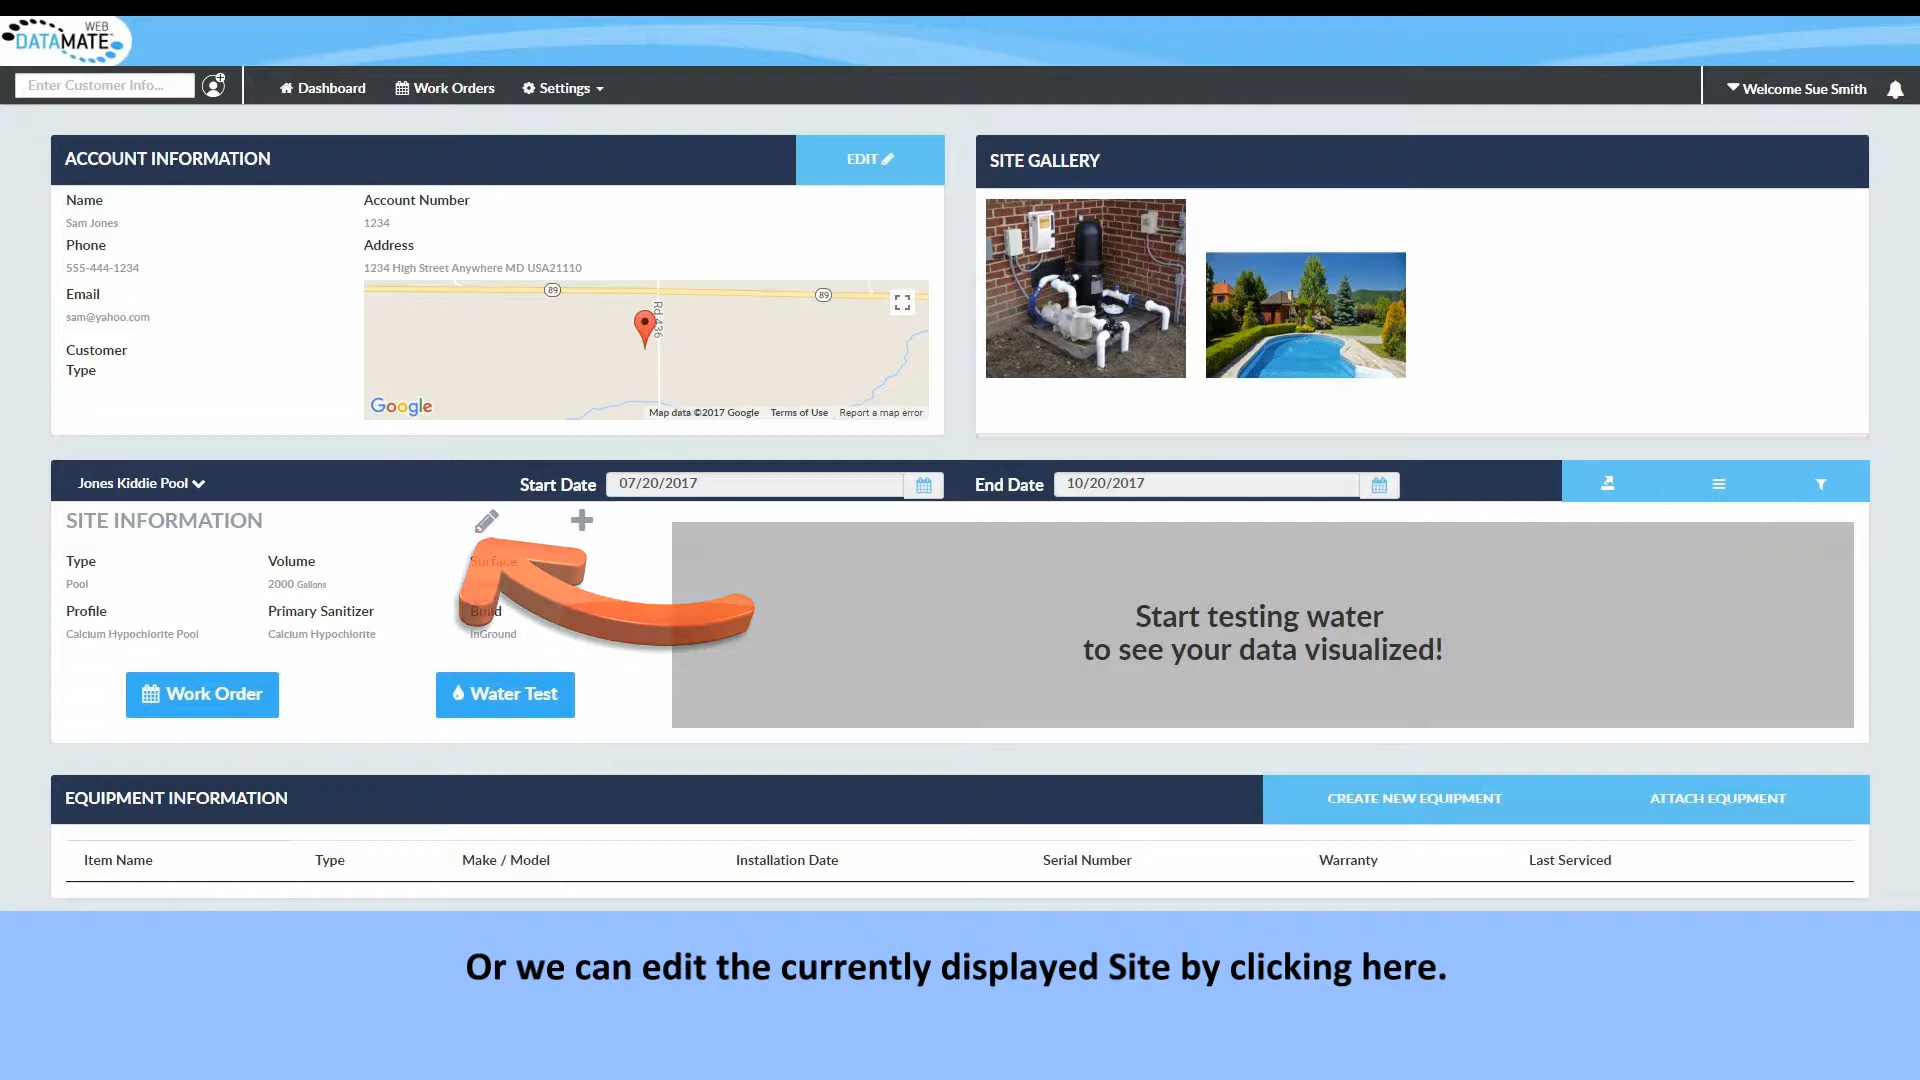 WEB
DATAMATE
Enter Customer Info...
Dashboard
Work Orders
Settings
Welcome Sue Smith
ACCOUNT INFORMATION
EDIT
SITE GALLERY
Name
Account Number
Sam Jones
1234
Phone
Address
555-444-1234
1234 High Street Anywhere MD USA21110
Email
sam@yahoo.com
Customer
Type
89
89
Rd 436
Google
Map data ©2017 Google
Terms of Use
Report a map error
Jones Kiddie Pool
Start Date
07/20/2017
End Date
10/20/2017
SITE INFORMATION
Type
Volume
Surface
Pool
2000 Gallons
Profile
Primary Sanitizer
Build
Calcium Hypochlorite Pool
Calcium Hypochlorite
InGround
Work Order
Water Test
Start testing water
to see your data visualized!
EQUIPMENT INFORMATION
CREATE NEW EQUIPMENT
ATTACH EQUPMENT
Item Name
Type
Make / Model
Installation Date
Serial Number
Warranty
Last Serviced
Or we can edit the currently displayed Site by clicking here.